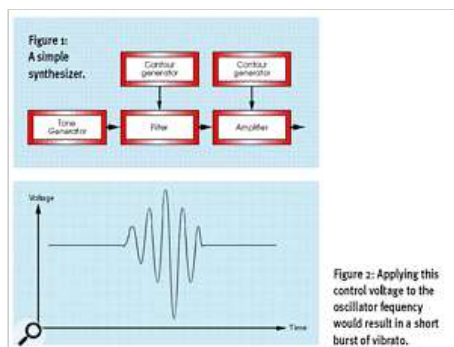 Figure 1:
A simple
synthesizer.
Contour
generator
Contour
generator
Tone
Generator
Filter
Amplifier
Voltage
Time
Figure 2: Applying this
control voltage to the
oscillator fequency
would result in a short
burst of vibrato.